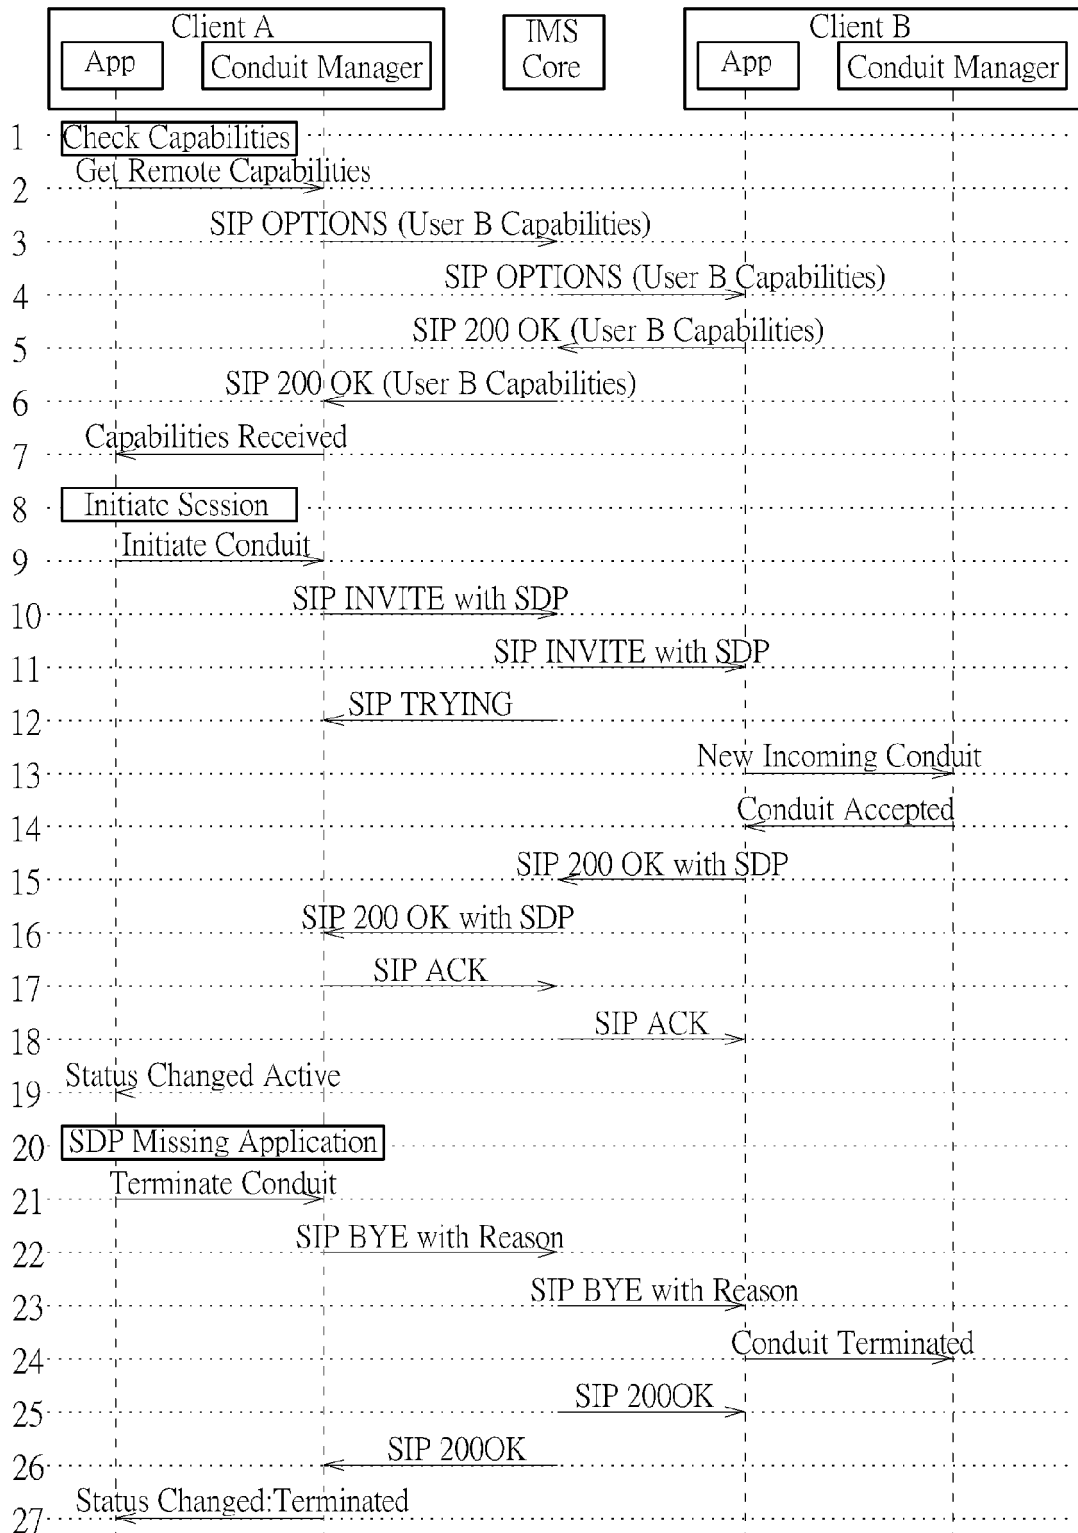 Client A
IMS
Core
Client B
App
Conduit Manager
App
Conduit Manager
1
Check Capabilities
Get Remote Capabilities
2
SIP OPTIONS (User B Capabilities)
3
SIP OPTIONS (User B Capabilities)
4
SIP 200 OK (User B Capabilities)
5
SIP 200 OK (User B Capabilities)
6
Capabilities Received
7
8
Initiate Session
Initiate Conduit
9
SIP INVITE with SDP
10
SIP INVITE with SDP
11
SIP TRYING
12
New Incoming Conduit
13
Conduit Accepted
14
SIP 200 OK with SDP
15
SIP 200 OK with SDP
16
SIP ACK
17
SIP ACK
18
Status Changed Active
19
20
SDP Missing Application
Terminate Conduit
21
SIP BYE with Reason
22
SIP BYE with Reason
23
Conduit Terminated
24
SIP 200OK
25
SIP 200OK
26
Status Changed:Terminated
27